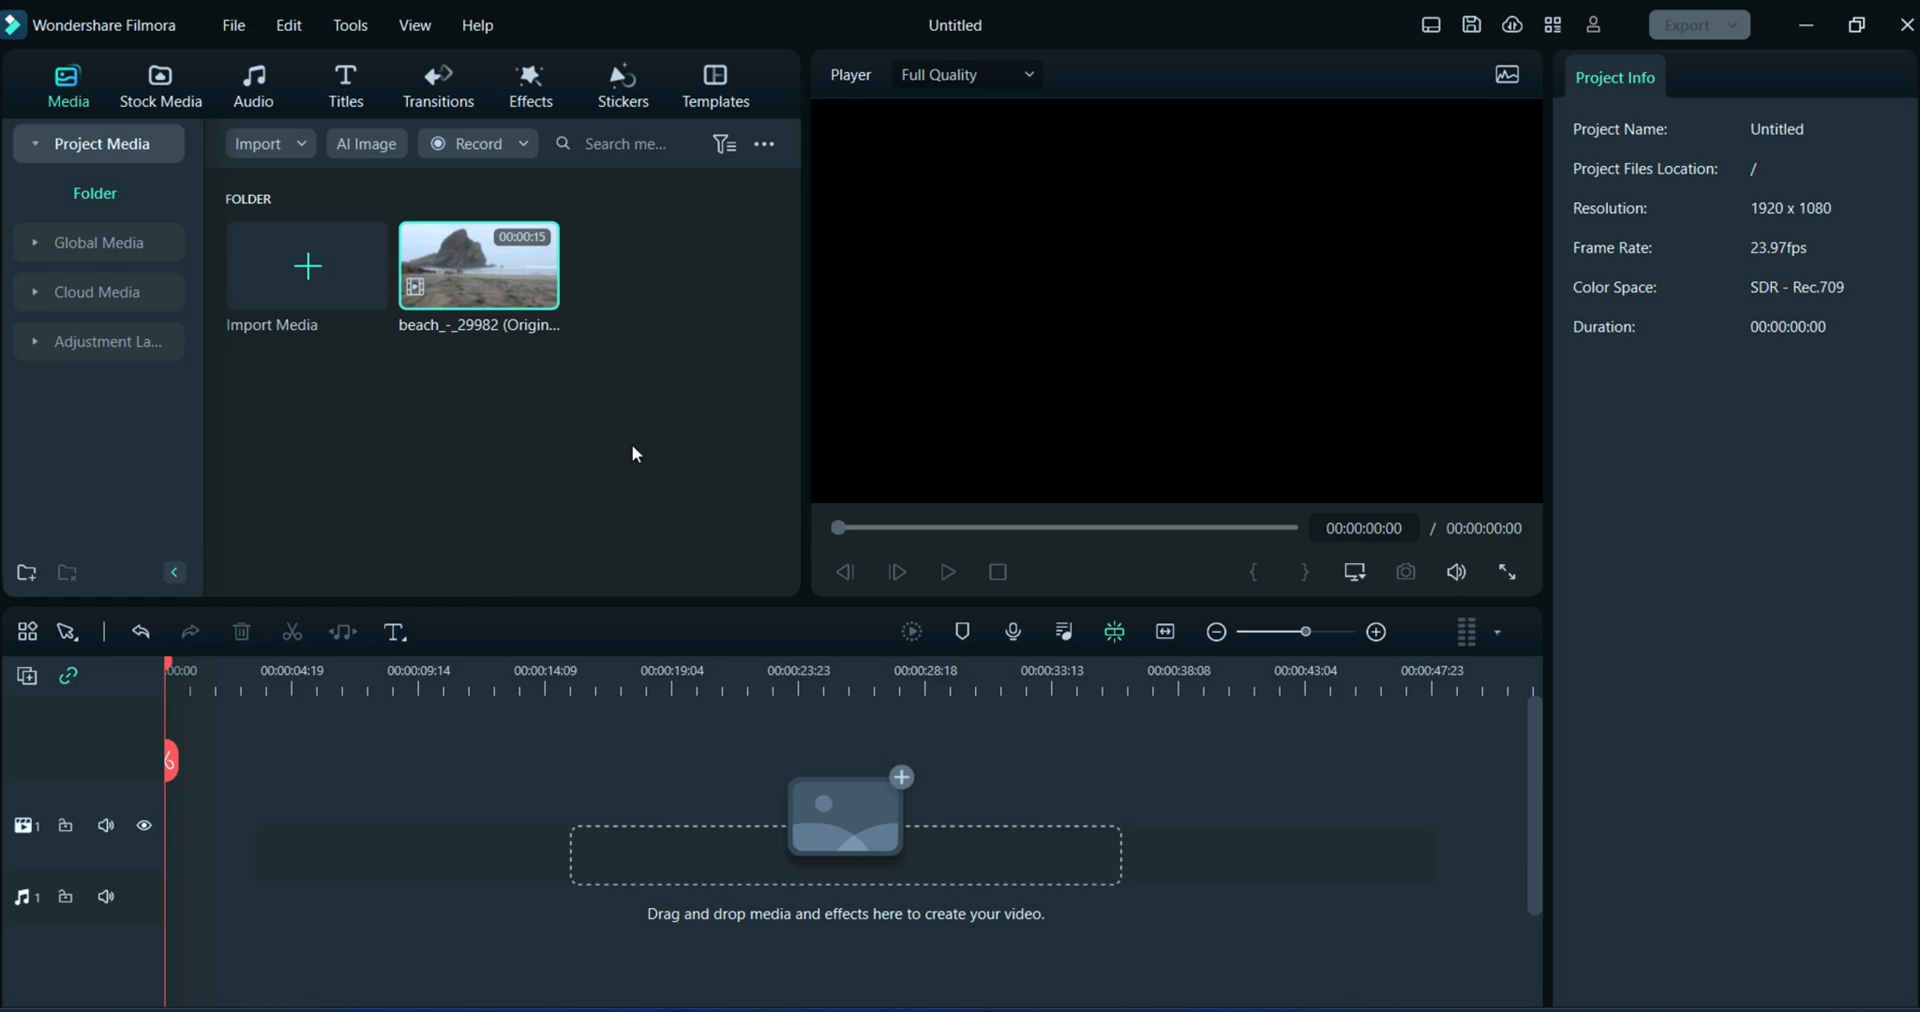 Wondershare Filmora File Edit Tools View Help Untitled Export
Media Stock Media Audio Titles Transitions Effects Stickers Templates
Player Full Quality
Project Info
Project Media
Import AI Image Record Search me...
Folder
FOLDER
Global Media
Cloud Media
Adjustment La...
00:00:15
Import Media beach_-_29982 (Origin...
Project Name: Untitled
Project Files Location: /
Resolution: 1920 x 1080
Frame Rate: 23.97fps
Color Space: SDR - Rec.709
Duration: 00:00:00:00
00:00:00:00 / 00:00:00:00
{ }
:00:00 00:00:04:19 00:00:09:14 00:00:14:09 00:00:19:04 00:00:23:23 00:00:28:18 00:00:33:13 00:00:38:08 00:00:43:04 00:00:47:23
1
1
Drag and drop media and effects here to create your video.